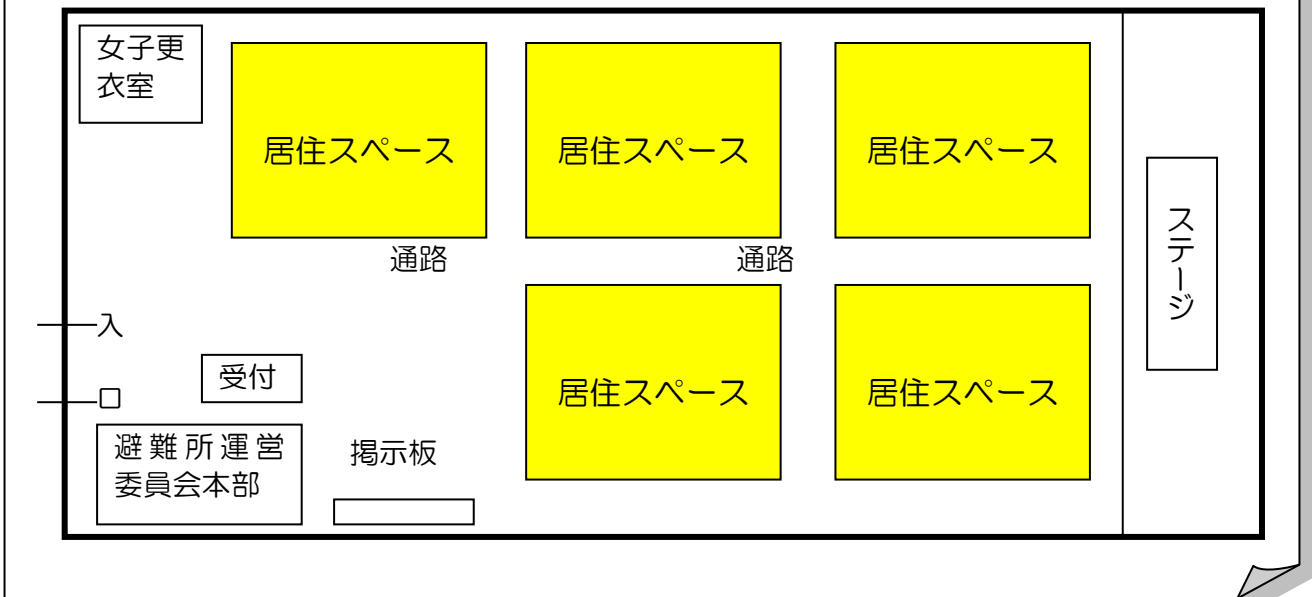 女子更
衣室
居住スペース
居住スペース
居住スペース
通路
通路
ステージ
入
口
受付
避難所運営
委員会本部
掲示板
居住スペース
居住スペース